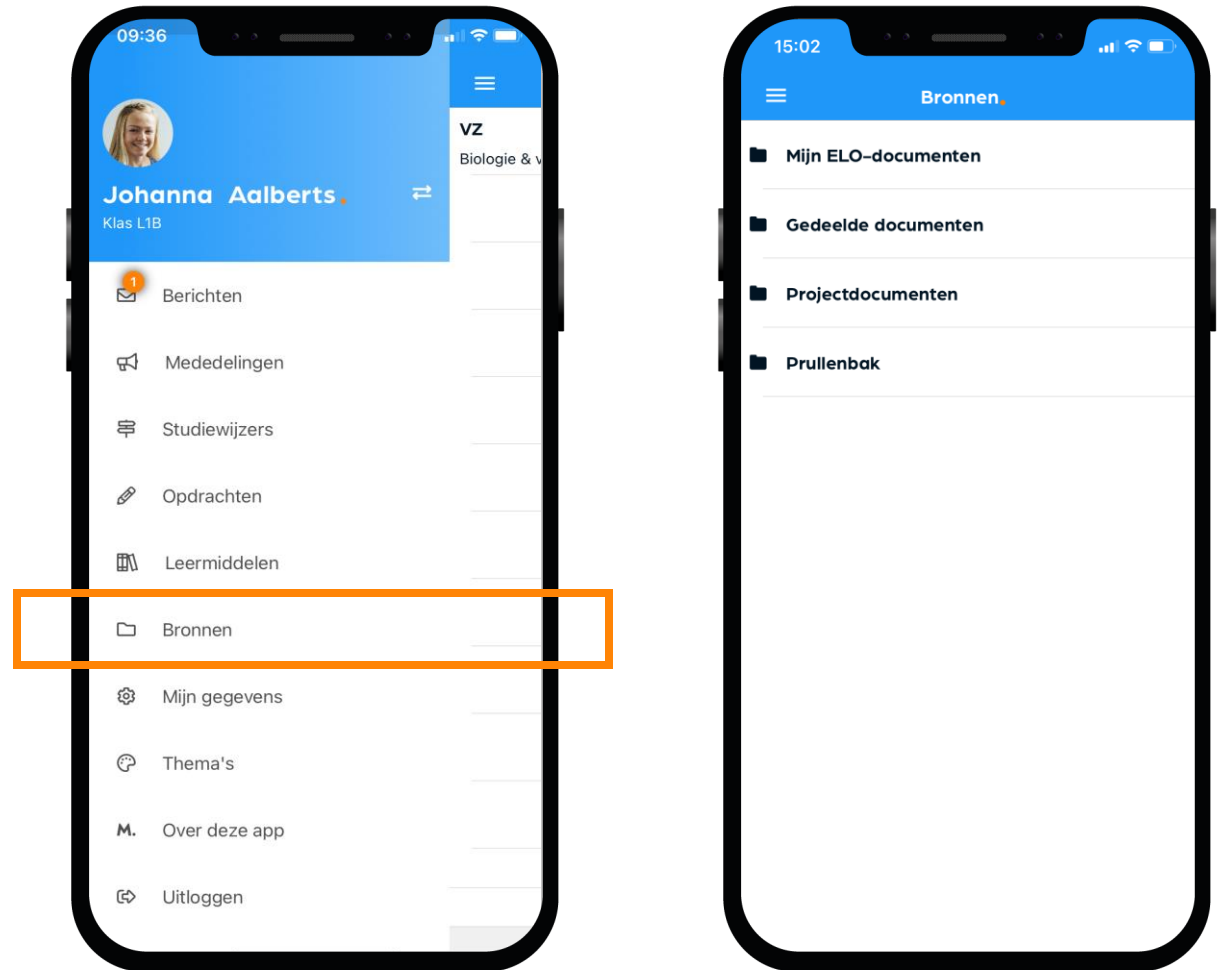 09:36
VZ
Biologie & v
Johanna Aalberts.
Klas L1B
1
Berichten
Mededelingen
Studiewijzers
Opdrachten
Leermiddelen
Bronnen
Mijn gegevens
Thema's
M. Over deze app
Uitloggen
15:02
Bronnen.
Mijn ELO-documenten
Gedeelde documenten
Projectdocumenten
Prullenbak